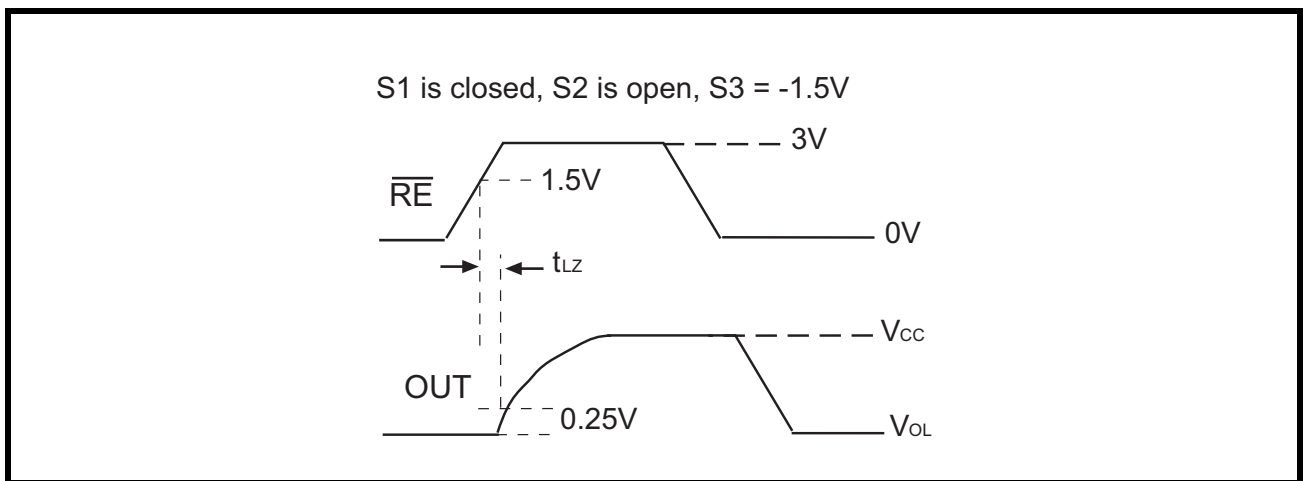 S1 is closed, S2 is open, S3 = -1.5V
3V
1.5V
RE
0V
tLZ
VCC
OUT
0.25V
VOL